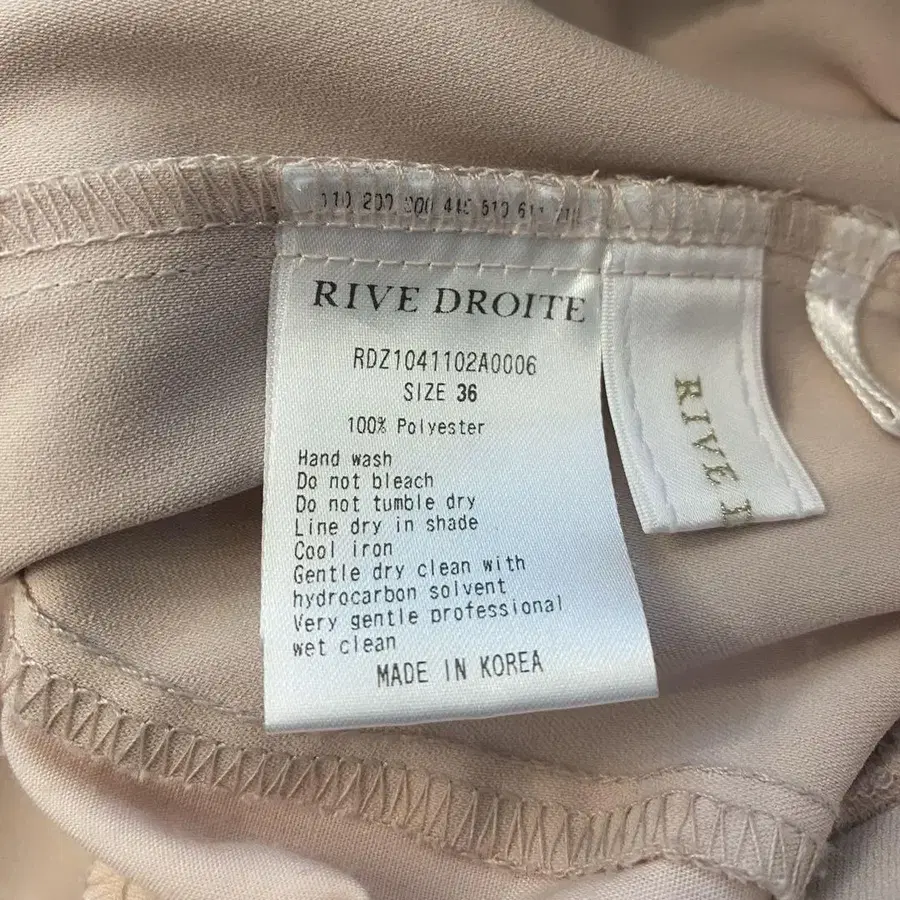 RIVE DROITE
RDZ1041102A0006
SIZE 36
100% Polyester
Hand wash
Do not bleach
Do not tumble dry
Line dry in shade
Cool iron
Gentle dry clean with
hydrocarbon solvent
Very gentle professional
wet clean
MADE IN KOREA
RIVE